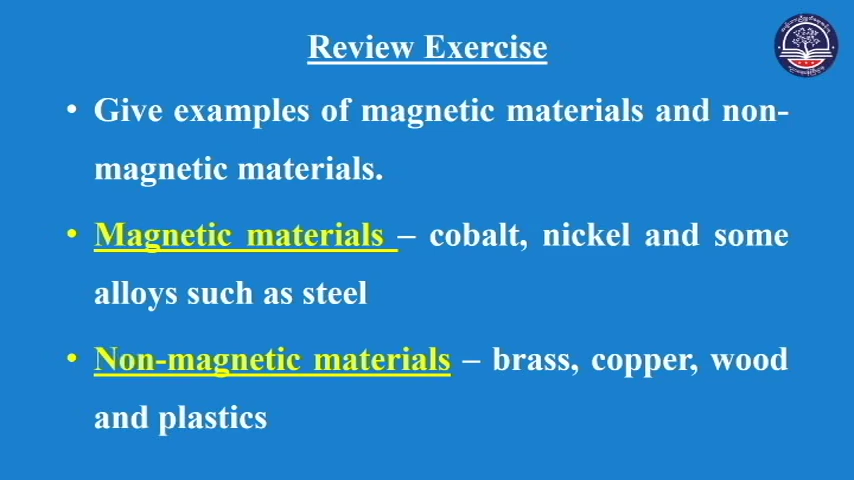 Review Exercise
• Give examples of magnetic materials and non-
magnetic materials.
• Magnetic materials – cobalt, nickel and some
alloys such as steel
• Non-magnetic materials – brass, copper, wood
and plastics